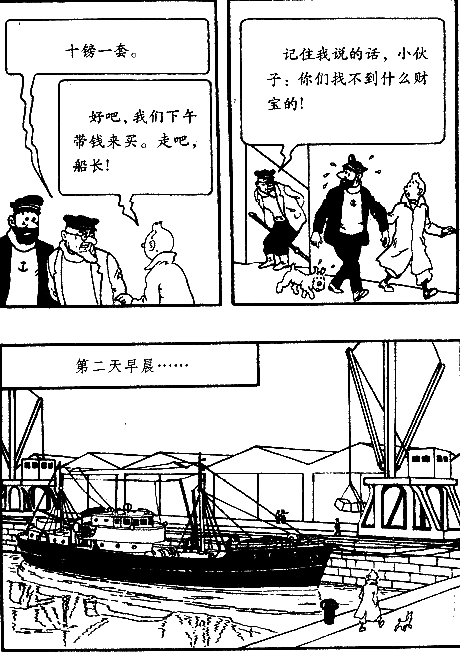 十镑一套。
好吧,我们下午
带钱来买。走吧,
船长!
记住我说的话,小伙
子:你们找不到什么财
宝的!
第二天早晨……